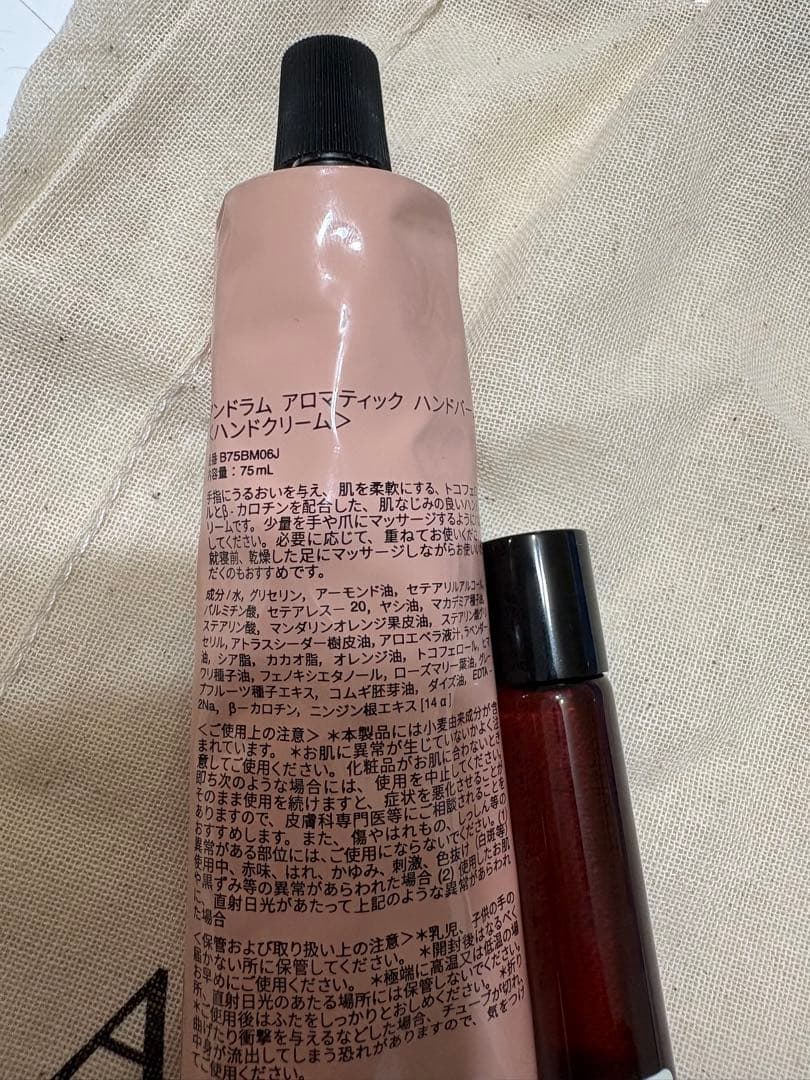 ンドラム アロマティック ハンドバー
＜ハンドクリーム＞
番 B75BM06J
容量：75mL
手指にうるおいを与え、肌を柔軟にする、トコフェロ
ルとβ-カロチンを配合した、肌なじみの良いハン
リームです。少量を手や爪にマッサージするように
してください。必要に応じて、重ねてお使いくだ
就寝前、乾燥した足にマッサージしながらお使い
だくのもおすすめです。
成分/水, グリセリン, アーモンド油, セテアリルアルコール,
パルミチン酸, セテアレス－20, ヤシ油, マカデミア種子油,
ステアリン酸, マンダリンオレンジ果皮油, ステアリン酸グリ
セリル, アトラスシーダー樹皮油, アロエベラ液汁, ラベンダー
油, シア脂, カカオ脂, オレンジ油, トコフェロール, ヒマ
ワリ種子油, フェノキシエタノール, ローズマリー葉油, グレー
プフルーツ種子エキス, コムギ胚芽油, ダイズ油, EDTA－
2Na, β－カロチン, ニンジン根エキス [14α]
＜ご使用上の注意＞ ＊本製品には小麦由来成分が含
まれています。 ＊お肌に異常が生じていないかよく注
意してご使用ください。化粧品がお肌に合わないとき
即ち次のような場合には、使用を中止してください。
そのまま使用を続けますと、症状を悪化させることが
ありますので、皮膚科専門医等にご相談されることを
おすすめします。また、傷やはれもの、しっしん等の
異常がある部位には、ご使用にならないでください。(1)
使用中、赤味、はれ、かゆみ、刺激、色抜け（白斑等）
や黒ずみ等の異常があらわれた場合 (2) 使用したお肌
に、直射日光があたって上記のような異常があらわれ
た場合
＜保管および取り扱い上の注意＞＊乳児、子供の手の
届かない所に保管してください。 ＊開封後はなるべく
お早めにご使用ください。 ＊極端に高温又は低温の場
所、直射日光のあたる場所には保管しないでください。
＊ご使用後はふたをしっかりとおしめください。 ＊折り
曲げたり衝撃を与えるなどした場合、チューブが切れ、
中身が流出してしまう恐れがありますので、気をつけ
てご使用ください。
A